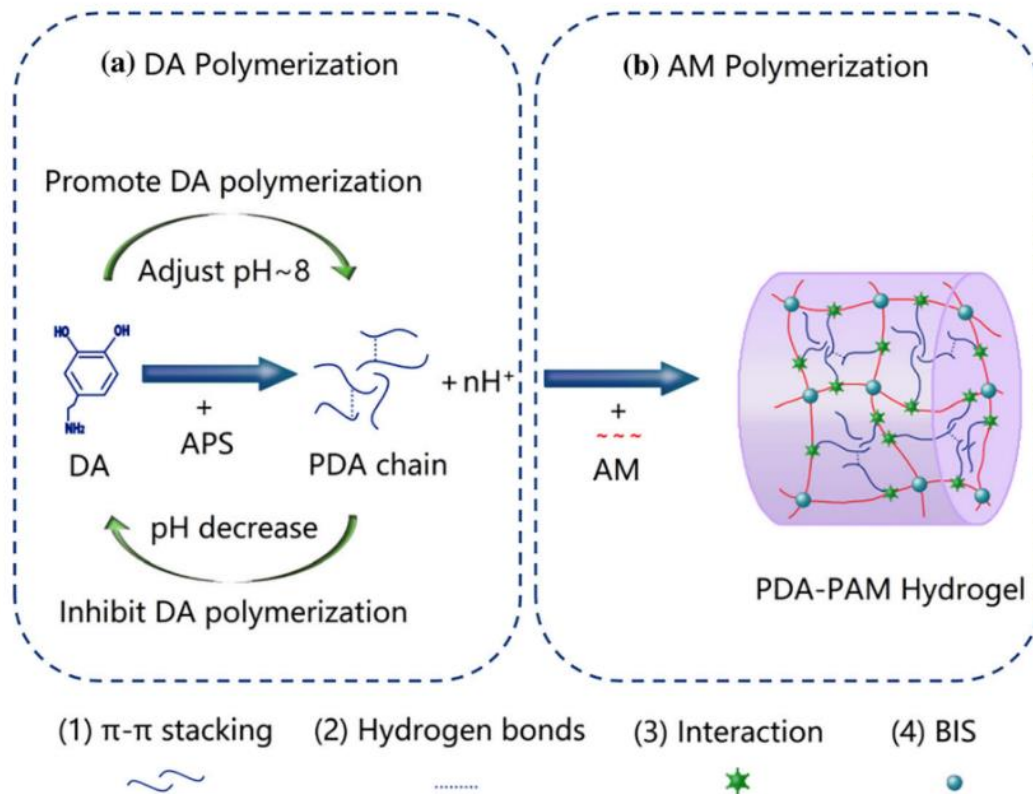 (a) DA Polymerization
(b) AM Polymerization
Promote DA polymerization
Adjust pH~8
HO
OH
NH₂
DA
+
APS
PDA chain
+ nH⁺
pH decrease
Inhibit DA polymerization
+
AM
PDA-PAM Hydrogel
(1) π-π stacking
(2) Hydrogen bonds
(3) Interaction
(4) BIS